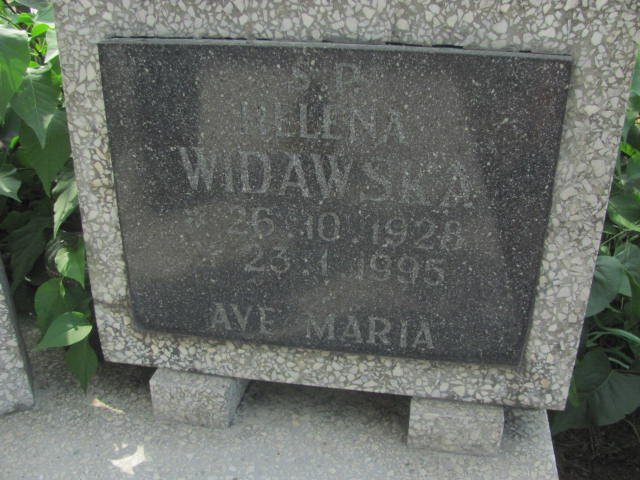 Ś.P.
HELENA
WIDAWSKA
26.10 1928
23.1 1995
AVE MARIA